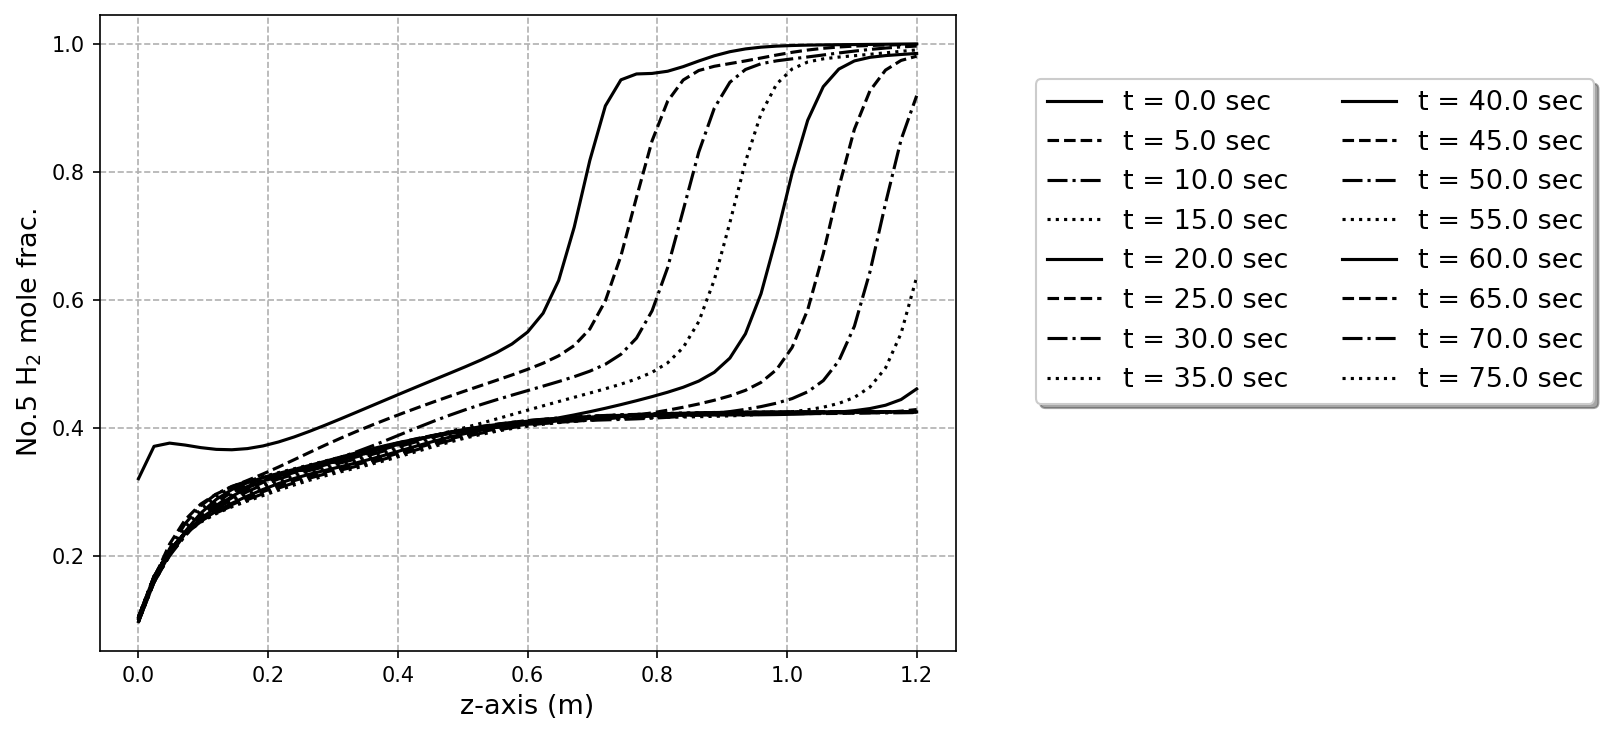 No.5 H₂ mole frac.
1.0
0.8
0.6
0.4
0.2
0.0 0.2 0.4 0.6 0.8 1.0 1.2
z-axis (m)
t = 0.0 sec
t = 5.0 sec
t = 10.0 sec
t = 15.0 sec
t = 20.0 sec
t = 25.0 sec
t = 30.0 sec
t = 35.0 sec
t = 40.0 sec
t = 45.0 sec
t = 50.0 sec
t = 55.0 sec
t = 60.0 sec
t = 65.0 sec
t = 70.0 sec
t = 75.0 sec